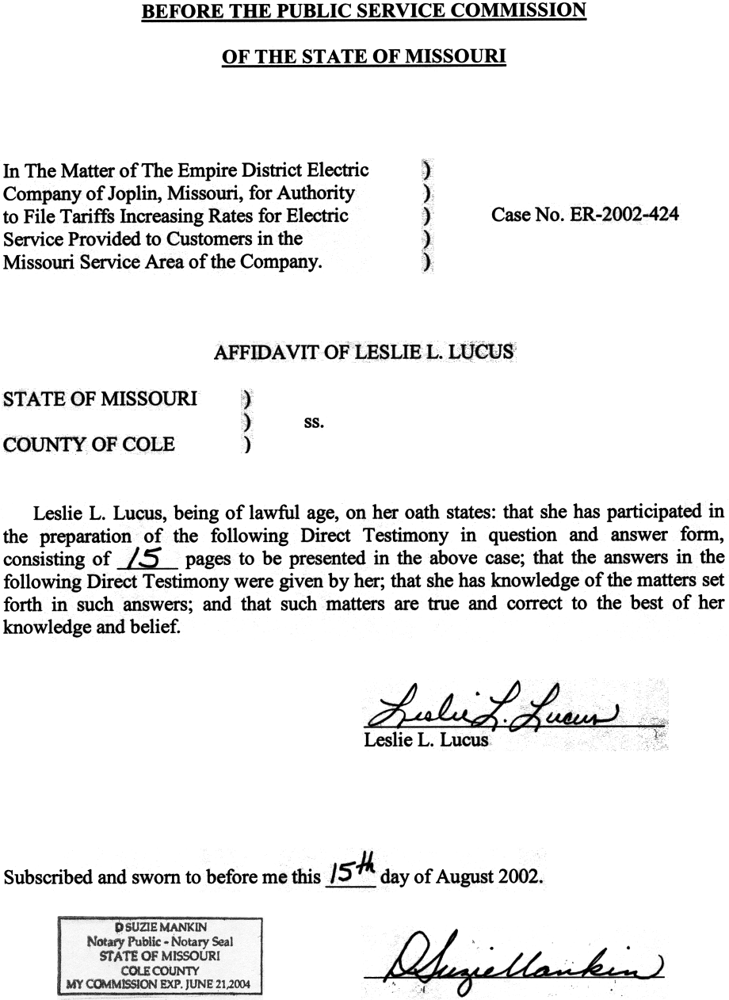 BEFORE THE PUBLIC SERVICE COMMISSION
OF THE STATE OF MISSOURI
In The Matter of The Empire District Electric )
Company of Joplin, Missouri, for Authority )
to File Tariffs Increasing Rates for Electric ) Case No. ER-2002-424
Service Provided to Customers in the )
Missouri Service Area of the Company. )
AFFIDAVIT OF LESLIE L. LUCUS
STATE OF MISSOURI )
) ss.
COUNTY OF COLE )
Leslie L. Lucus, being of lawful age, on her oath states: that she has participated in
the preparation of the following Direct Testimony in question and answer form,
consisting of 15 pages to be presented in the above case; that the answers in the
following Direct Testimony were given by her; that she has knowledge of the matters set
forth in such answers; and that such matters are true and correct to the best of her
knowledge and belief.
Leslie L. Lucus
Leslie L. Lucus
Subscribed and sworn to before me this 15th day of August 2002.
D SUZIE MANKIN
Notary Public - Notary Seal
STATE OF MISSOURI
COLE COUNTY
MY COMMISSION EXP. JUNE 21,2004
D Suzie Mankin